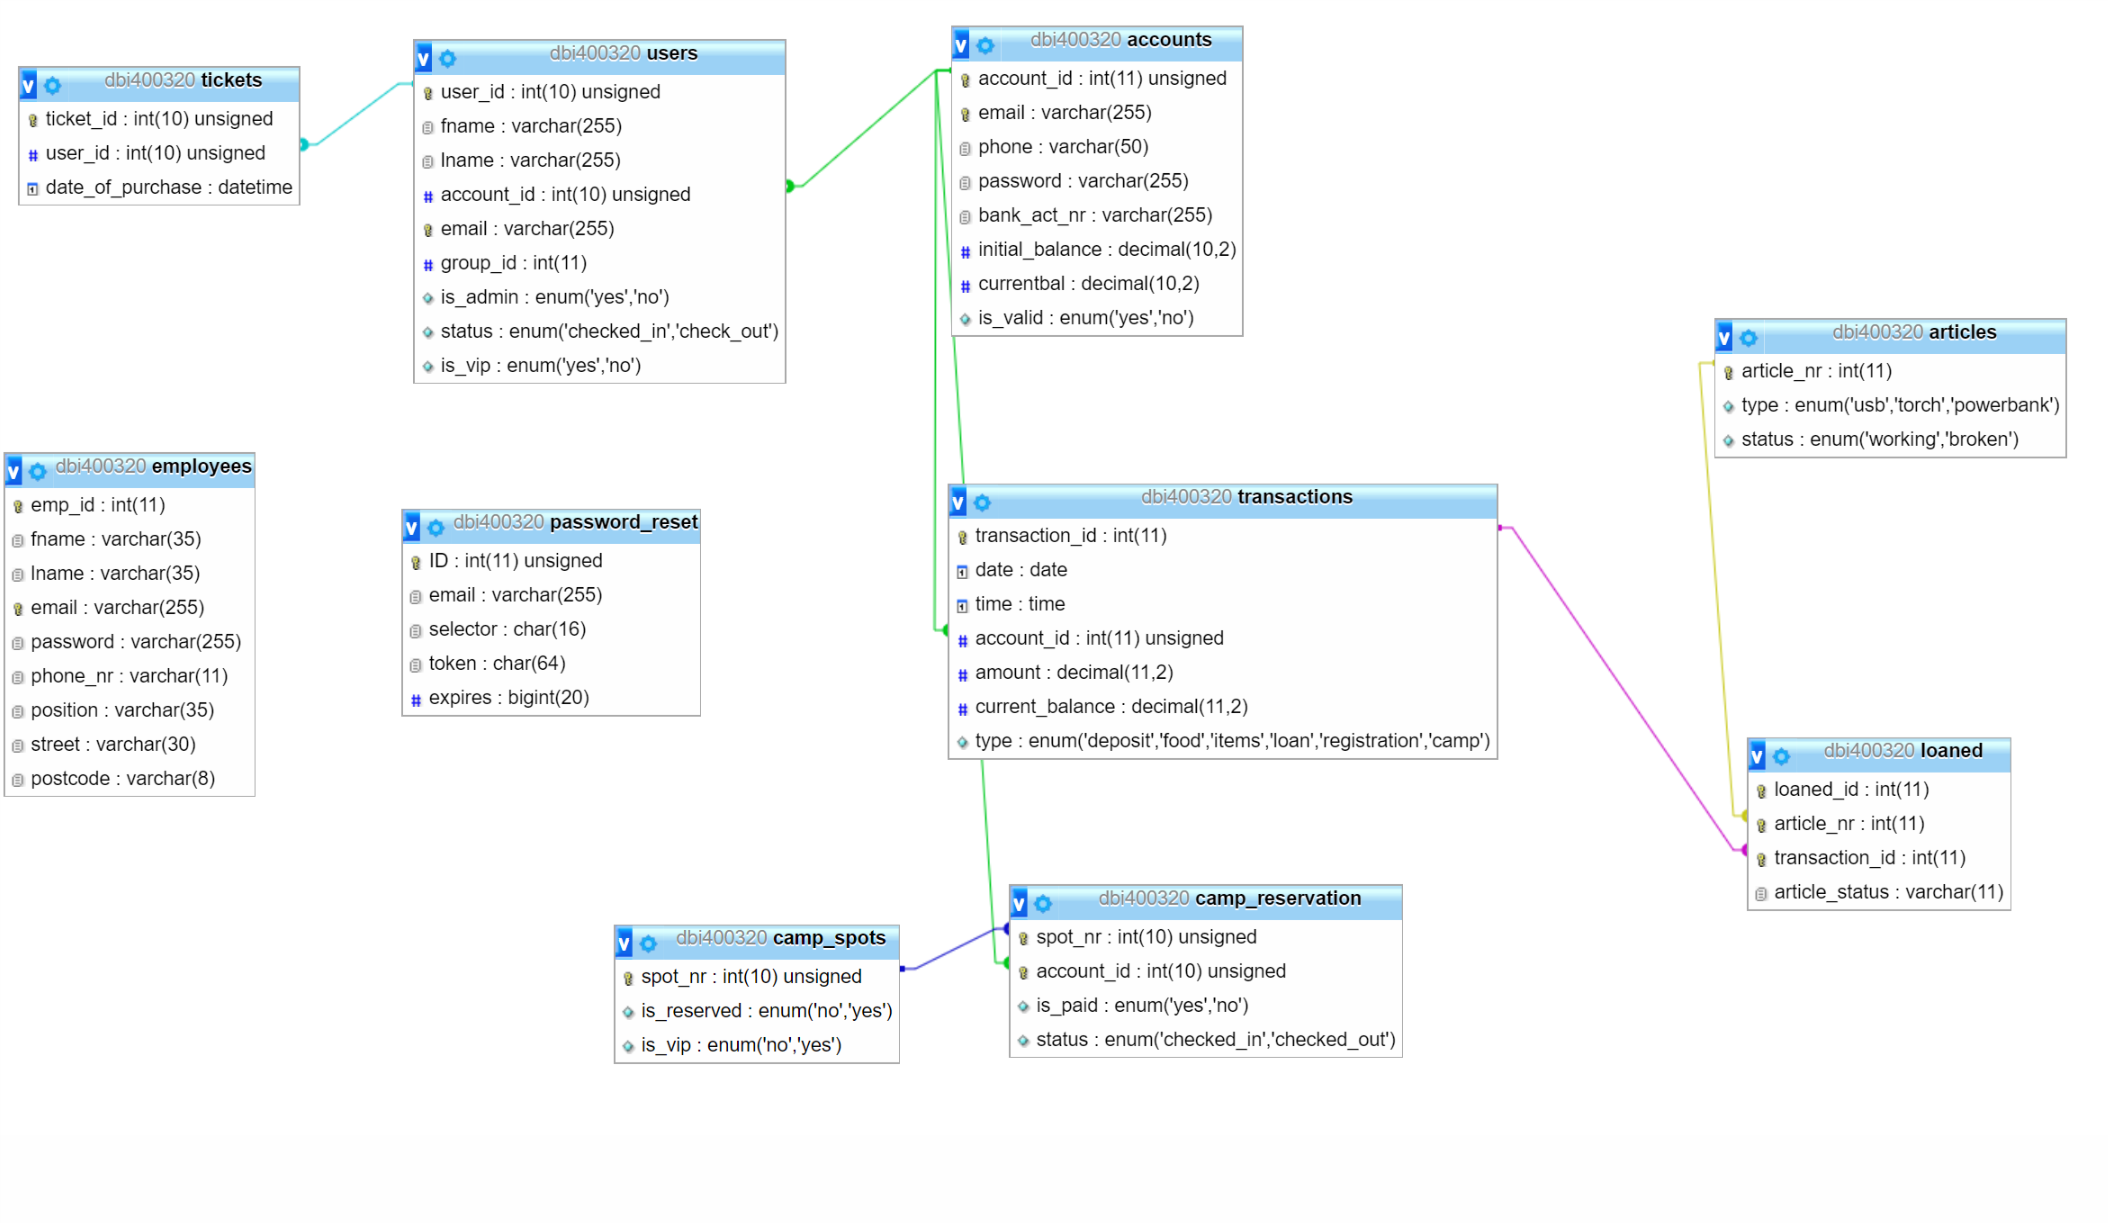 dbi400320 tickets
ticket_id : int(10) unsigned
user_id : int(10) unsigned
date_of_purchase : datetime
dbi400320 users
user_id : int(10) unsigned
fname : varchar(255)
lname : varchar(255)
account_id : int(10) unsigned
email : varchar(255)
group_id : int(11)
is_admin : enum('yes','no')
status : enum('checked_in','check_out')
is_vip : enum('yes','no')
dbi400320 accounts
account_id : int(11) unsigned
email : varchar(255)
phone : varchar(50)
password : varchar(255)
bank_act_nr : varchar(255)
initial_balance : decimal(10,2)
currentbal : decimal(10,2)
is_valid : enum('yes','no')
dbi400320 articles
article_nr : int(11)
type : enum('usb','torch','powerbank')
status : enum('working','broken')
dbi400320 employees
emp_id : int(11)
fname : varchar(35)
lname : varchar(35)
email : varchar(255)
password : varchar(255)
phone_nr : varchar(11)
position : varchar(35)
street : varchar(30)
postcode : varchar(8)
dbi400320 password_reset
ID : int(11) unsigned
email : varchar(255)
selector : char(16)
token : char(64)
expires : bigint(20)
dbi400320 transactions
transaction_id : int(11)
date : date
time : time
account_id : int(11) unsigned
amount : decimal(11,2)
current_balance : decimal(11,2)
type : enum('deposit','food','items','loan','registration','camp')
dbi400320 loaned
loaned_id : int(11)
article_nr : int(11)
transaction_id : int(11)
article_status : varchar(11)
dbi400320 camp_spots
spot_nr : int(10) unsigned
is_reserved : enum('no','yes')
is_vip : enum('no','yes')
dbi400320 camp_reservation
spot_nr : int(10) unsigned
account_id : int(10) unsigned
is_paid : enum('yes','no')
status : enum('checked_in','checked_out')